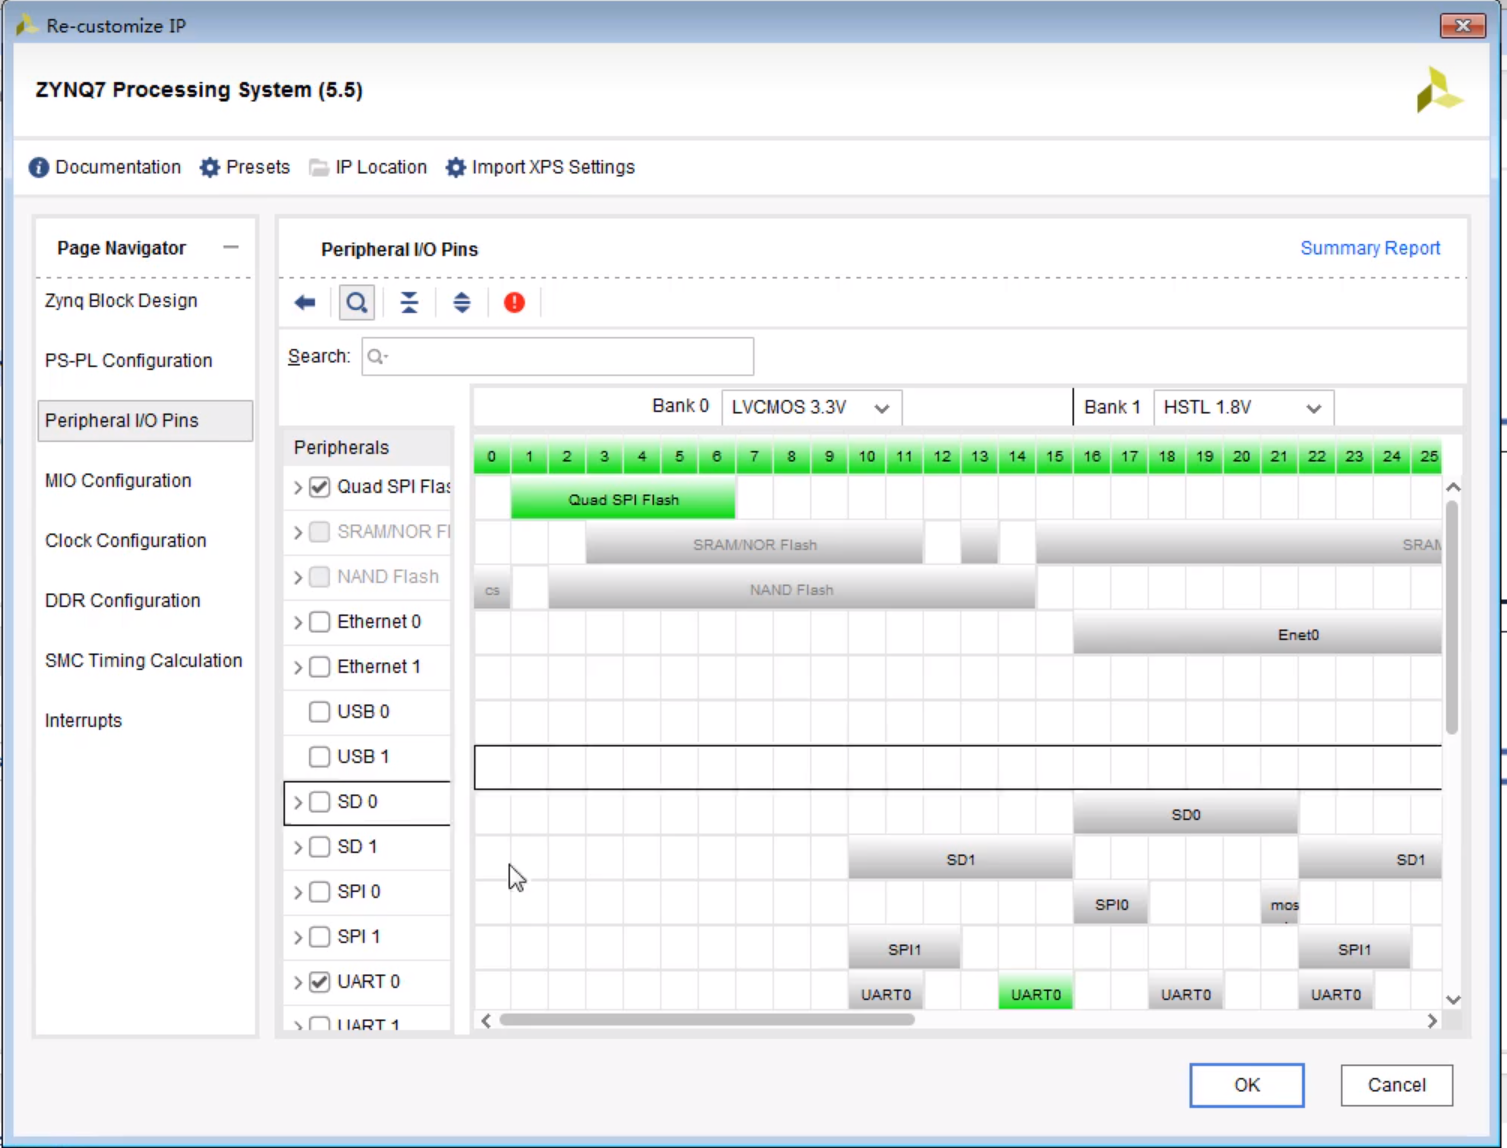 Re-customize IP
ZYNQ7 Processing System (5.5)
Documentation Presets IP Location Import XPS Settings
Page Navigator
Zynq Block Design
PS-PL Configuration
Peripheral I/O Pins
MIO Configuration
Clock Configuration
DDR Configuration
SMC Timing Calculation
Interrupts
Peripheral I/O Pins Summary Report
Search:
Bank 0 LVCMOS 3.3V Bank 1 HSTL 1.8V
Peripherals 0 1 2 3 4 5 6 7 8 9 10 11 12 13 14 15 16 17 18 19 20 21 22 23 24 25
Quad SPI Flas Quad SPI Flash
SRAM/NOR Fl SRAM/NOR Flash SRAM
NAND Flash cs NAND Flash
Ethernet 0 Enet0
Ethernet 1
USB 0
USB 1
SD 0 SD0
SD 1 SD1 SD1
SPI 0 SPI0 mos
SPI 1 SPI1 SPI1
UART 0 UART0 UART0 UART0 UART0
UART 1
OK Cancel